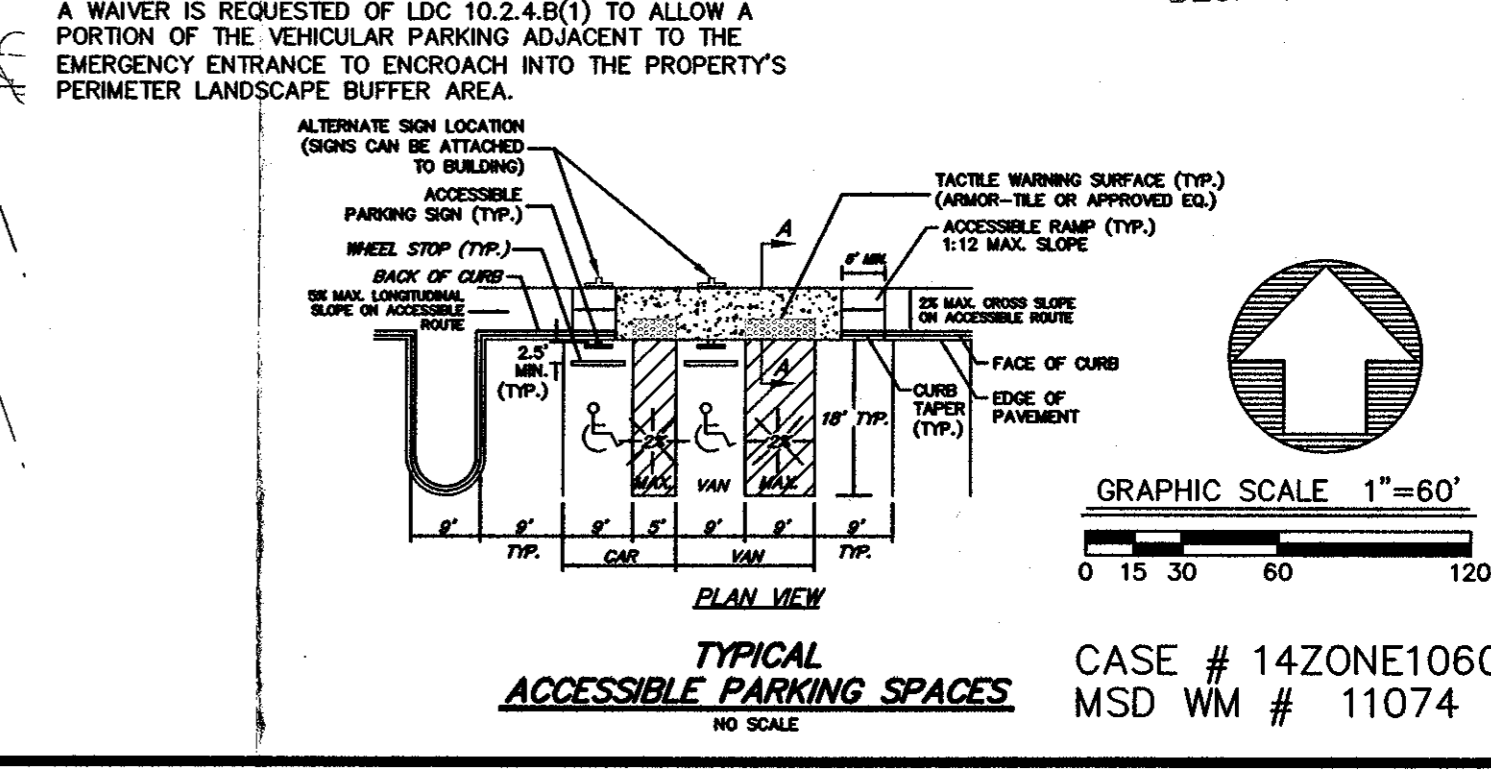 A WAIVER IS REQUESTED OF LDC 10.2.4.B(1) TO ALLOW A
PORTION OF THE VEHICULAR PARKING ADJACENT TO THE
EMERGENCY ENTRANCE TO ENCROACH INTO THE PROPERTY'S
PERIMETER LANDSCAPE BUFFER AREA.
ALTERNATE SIGN LOCATION
(SIGNS CAN BE ATTACHED
TO BUILDING)
ACCESSIBLE
PARKING SIGN (TYP.)
WHEEL STOP (TYP.)
BACK OF CURB
5% MAX. LONGITUDINAL
SLOPE ON ACCESSIBLE
ROUTE
2.5'
MIN.
(TYP.)
TACTILE WARNING SURFACE (TYP.)
(ARMOR-TILE OR APPROVED EQ.)
ACCESSIBLE RAMP (TYP.)
1:12 MAX. SLOPE
A
MIN.
2% MAX. CROSS SLOPE
ON ACCESSIBLE ROUTE
FACE OF CURB
A
CURB
TAPER
(TYP.)
EDGE OF
PAVEMENT
18' TYP.
2%
2%
MAX.
VAN
MAX.
9'
9'
9'
5'
9'
9'
9'
TYP.
CAR
VAN
TYP.
PLAN VIEW
TYPICAL
ACCESSIBLE PARKING SPACES
NO SCALE
GRAPHIC SCALE 1"=60'
0 15 30 60 120
CASE # 14ZONE1060
MSD WM # 11074